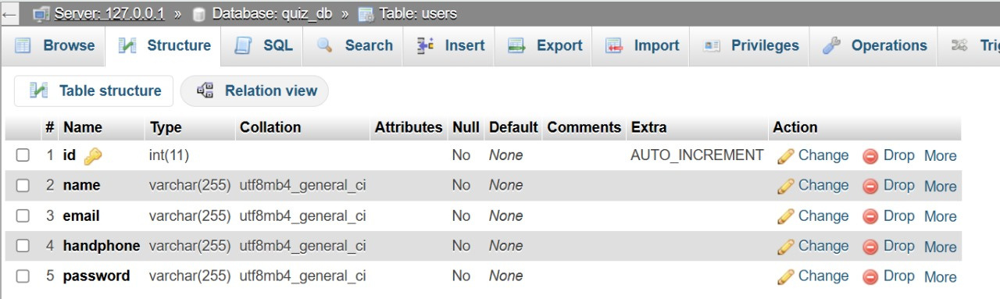 Server: 127.0.0.1 » Database: quiz_db » Table: users
Browse Structure SQL Search Insert Export Import Privileges Operations
Table structure Relation view
# Name Type Collation Attributes Null Default Comments Extra Action
1 id int(11) No None AUTO_INCREMENT Change Drop More
2 name varchar(255) utf8mb4_general_ci No None Change Drop More
3 email varchar(255) utf8mb4_general_ci No None Change Drop More
4 handphone varchar(255) utf8mb4_general_ci No None Change Drop More
5 password varchar(255) utf8mb4_general_ci No None Change Drop More